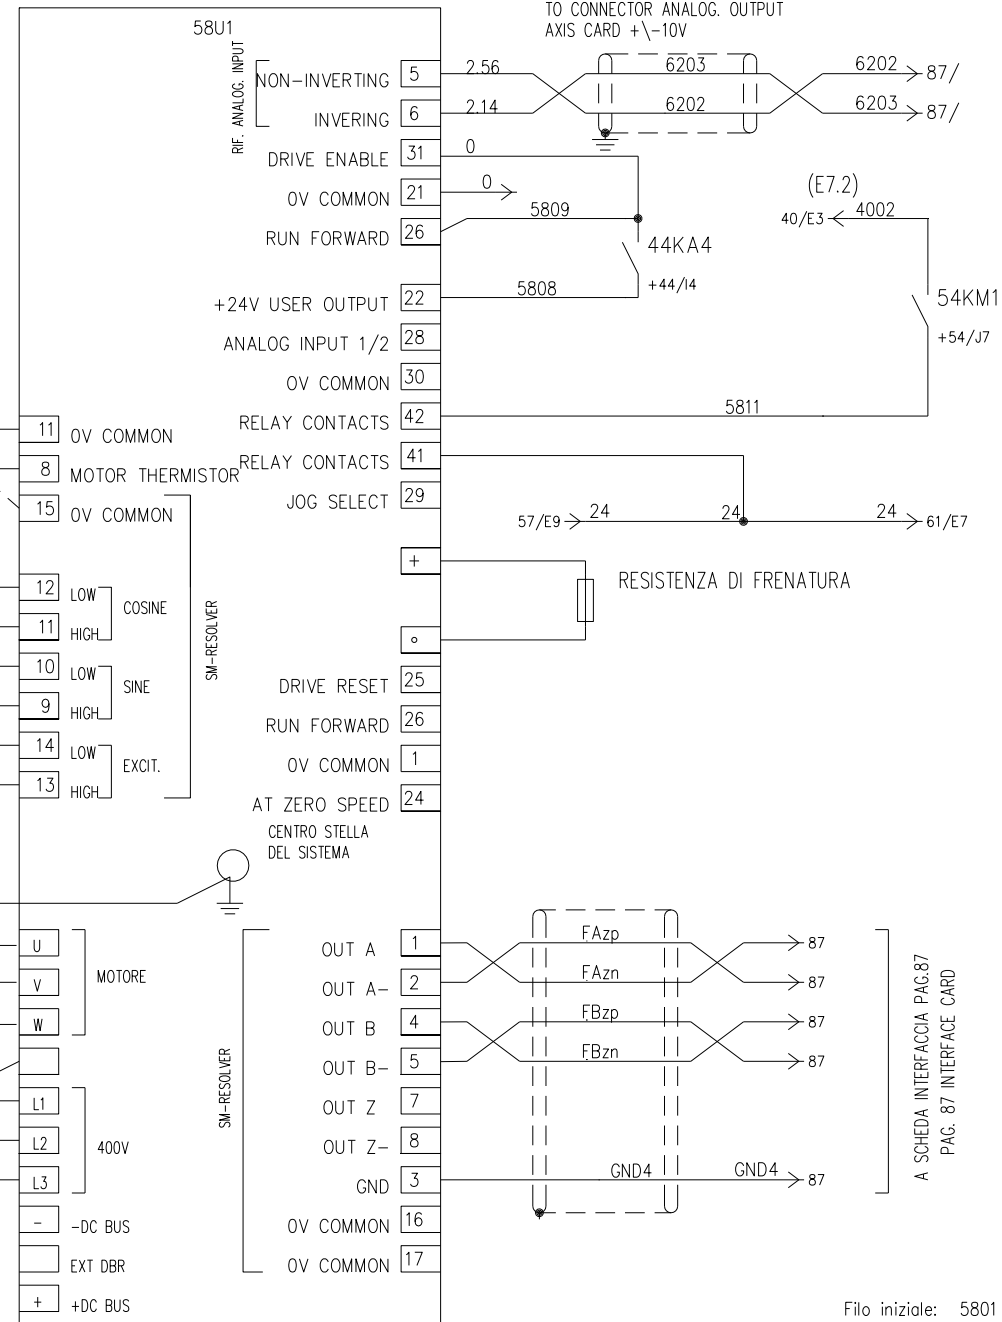 TO CONNECTOR ANALOG. OUTPUT
AXIS CARD +\-10V
58U1
RIF. ANALOG. INPUT
NON-INVERTING 5 2.56 6203 6202 87/
INVERING 6 2.14 6202 6203 87/
DRIVE ENABLE 31 0
0V COMMON 21 0
RUN FORWARD 26 5809
(E7.2)
40/E3 4002
44KA4
+44/I4
+24V USER OUTPUT 22 5808
54KM1
+54/J7
ANALOG INPUT 1/2 28
0V COMMON 30
RELAY CONTACTS 42 5811
11 0V COMMON
RELAY CONTACTS 41
8 MOTOR THERMISTOR
JOG SELECT 29
15 0V COMMON
57/E9 24 24 24 61/E7
+
RESISTENZA DI FRENATURA
12 LOW
COSINE
11 HIGH
SM-RESOLVER
10 LOW
SINE
9 HIGH
14 LOW
EXCIT.
13 HIGH
DRIVE RESET 25
RUN FORWARD 26
0V COMMON 1
AT ZERO SPEED 24
CENTRO STELLA
DEL SISTEMA
U
MOTORE
V
W
L1
400V
L2
L3
- -DC BUS
EXT DBR
+ +DC BUS
SM-RESOLVER
OUT A 1 FAzp 87
OUT A- 2 FAzn 87
OUT B 4 FBzp 87
OUT B- 5 FBzn 87
OUT Z 7
OUT Z- 8
GND 3 GND4 GND4 87
0V COMMON 16
0V COMMON 17
A SCHEDA INTERFACCIA PAG.87
PAG. 87 INTERFACE CARD
Filo iniziale: 5801